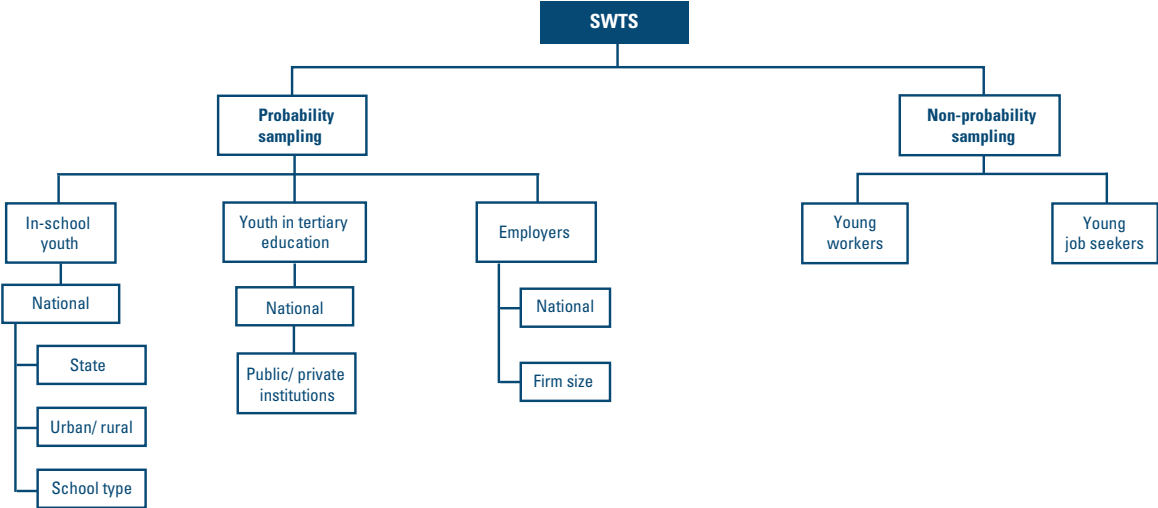 SWTS
Probability
sampling
Non-probability
sampling
In-school
youth
Youth in tertiary
education
Employers
Young
workers
Young
job seekers
National
National
National
State
Public/ private
institutions
Firm size
Urban/ rural
School type